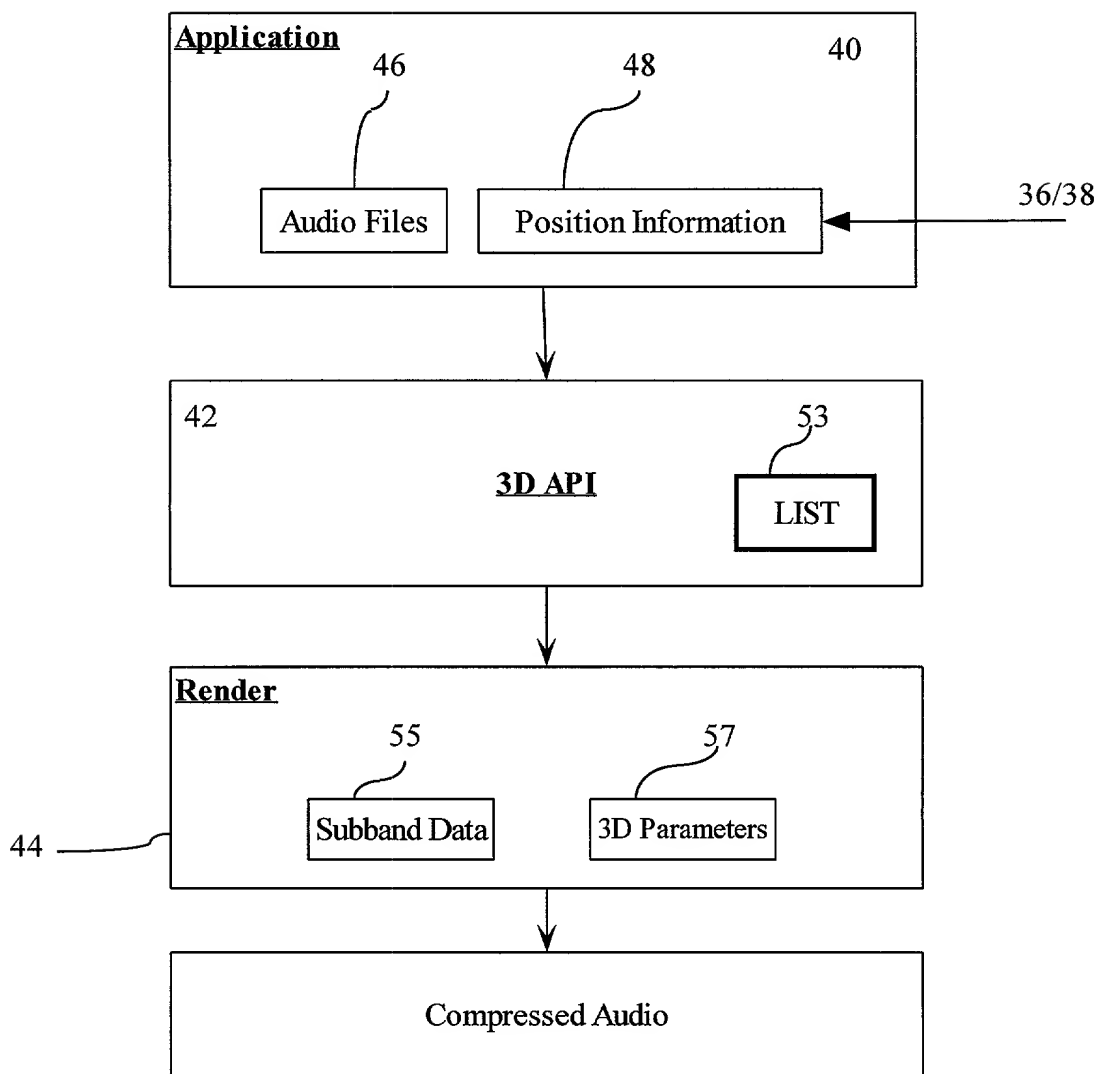 Application
40
46
48
36/38
Audio Files
Position Information
42
53
3D API
LIST
Render
55
57
Subband Data
3D Parameters
44
Compressed Audio